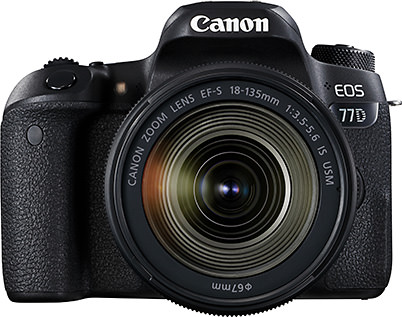 Canon
EOS
77D
CANON ZOOM LENS EF-S 18-135mm 1:3.5-5.6 IS USM
Φ67mm